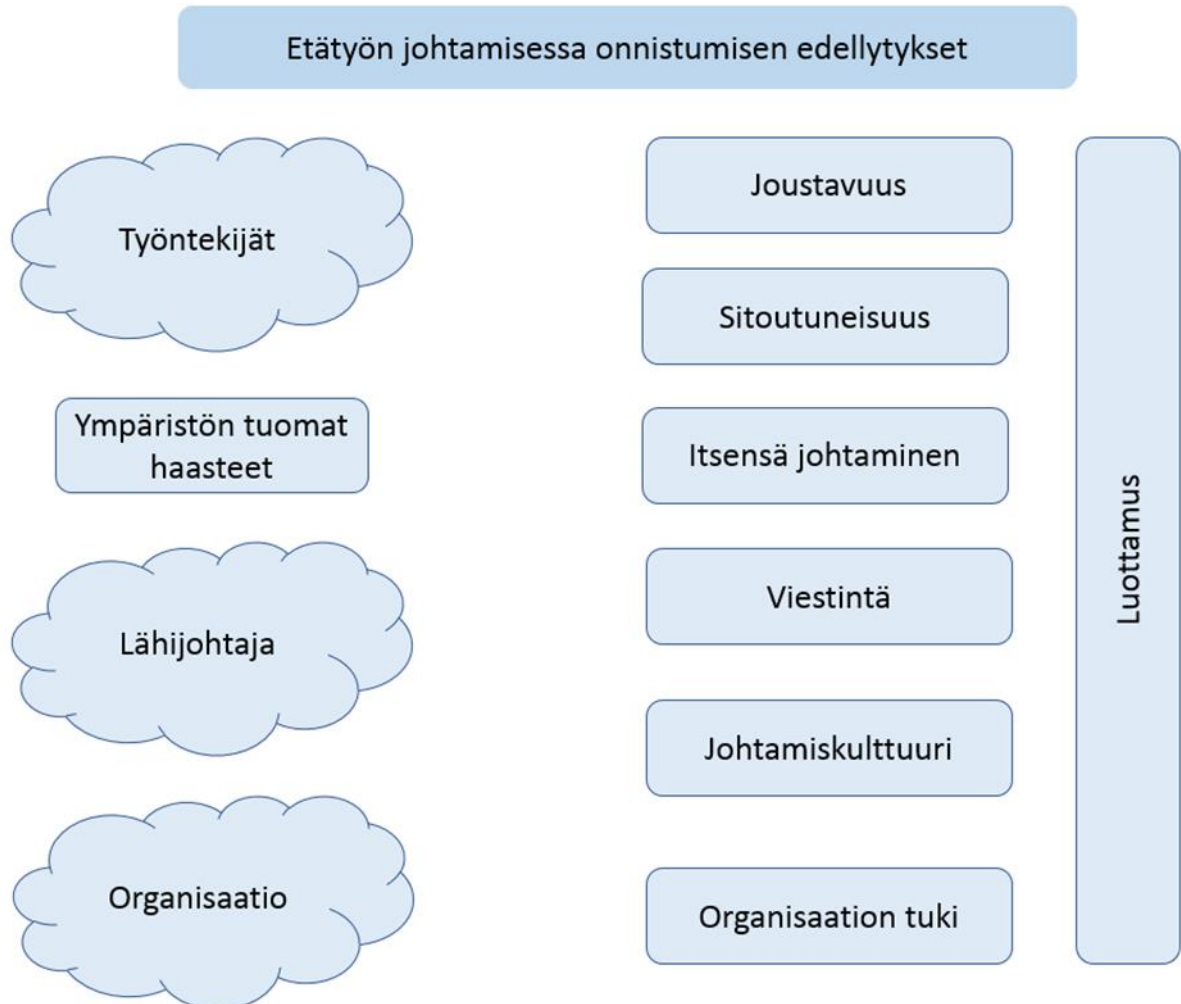 Etätyön johtamisessa onnistumisen edellytykset
Työntekijät
Ympäristön tuomat
haasteet
Lähijohtaja
Organisaatio
Joustavuus
Sitoutuneisuus
Itsensä johtaminen
Viestintä
Johtamiskulttuuri
Organisaation tuki
Luottamus